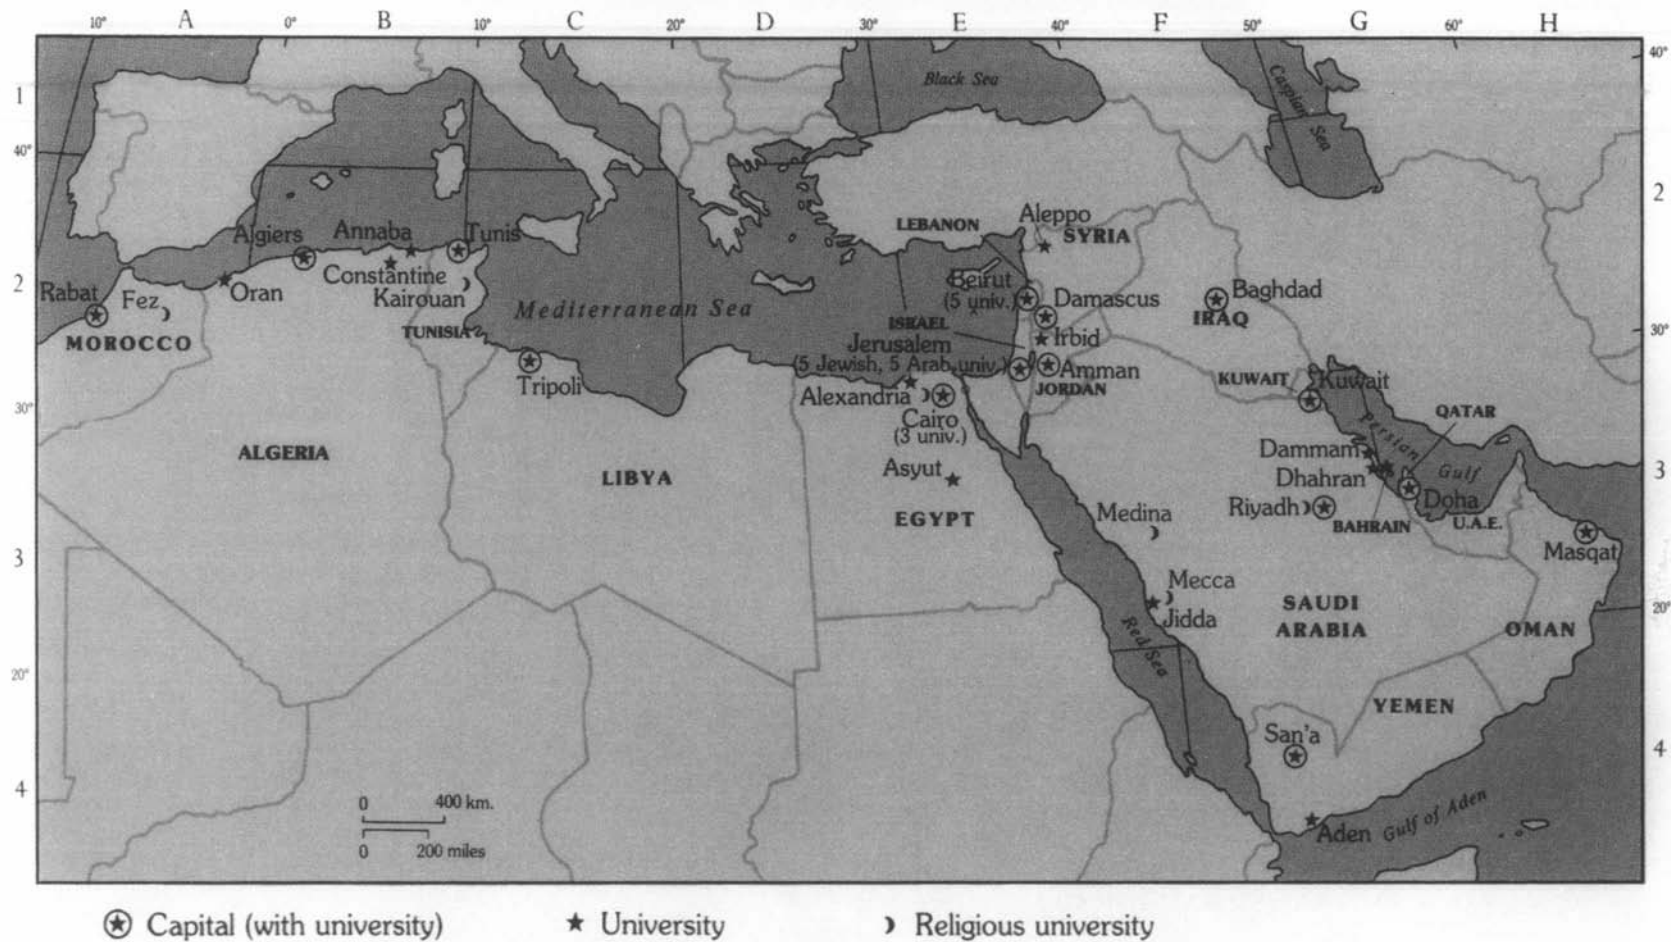 A B C D E F G H
10° 0° 10° 20° 30° 40° 50° 60°
40°
1
Black Sea
Caspian Sea
40°
2
2
LEBANON
Aleppo
SYRIA
Algiers
Annaba
Tunis
Constantine
Kairouan
Oran
Rabat
Fez
MOROCCO
TUNISIA
Mediterranean Sea
Beirut
(5 univ.)
Damascus
Baghdad
IRAQ
ISRAEL
Irbid
Jerusalem
(5 Jewish, 5 Arab univ.)
Amman
JORDAN
30°
Tripoli
KUWAIT
Kuwait
30°
Alexandria
Cairo
(3 univ.)
QATAR
Persian Gulf
ALGERIA
LIBYA
Asyut
EGYPT
Dammam
Dhahran
3
Riyadh
Doha
BAHRAIN
U.A.E.
Medina
Masqat
3
Mecca
Jidda
SAUDI
ARABIA
OMAN
20°
Red Sea
20°
YEMEN
San'a
4
4
0 400 km.
0 200 miles
Aden
Gulf of Aden
Capital (with university)
University
Religious university